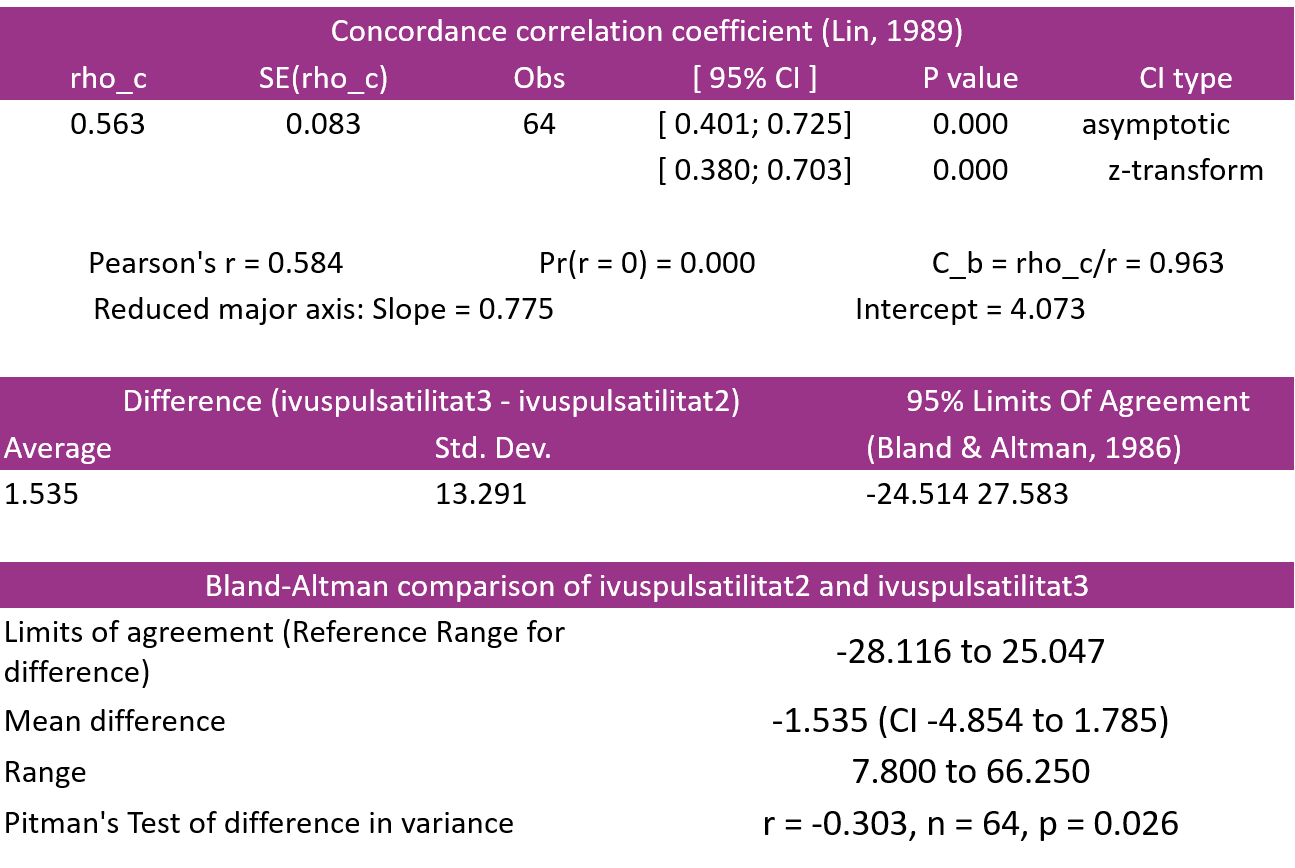 Concordance correlation coefficient (Lin, 1989)
rho_c SE(rho_c) Obs [ 95% CI ] P value CI type
0.563 0.083 64 [ 0.401; 0.725] 0.000 asymptotic
[ 0.380; 0.703] 0.000 z-transform
Pearson's r = 0.584 Pr(r = 0) = 0.000 C_b = rho_c/r = 0.963
Reduced major axis: Slope = 0.775 Intercept = 4.073
Difference (ivuspulsatilitat3 - ivuspulsatilitat2) 95% Limits Of Agreement
Average Std. Dev. (Bland & Altman, 1986)
1.535 13.291 -24.514 27.583
Bland-Altman comparison of ivuspulsatilitat2 and ivuspulsatilitat3
Limits of agreement (Reference Range for
difference) -28.116 to 25.047
Mean difference -1.535 (CI -4.854 to 1.785)
Range 7.800 to 66.250
Pitman's Test of difference in variance r = -0.303, n = 64, p = 0.026